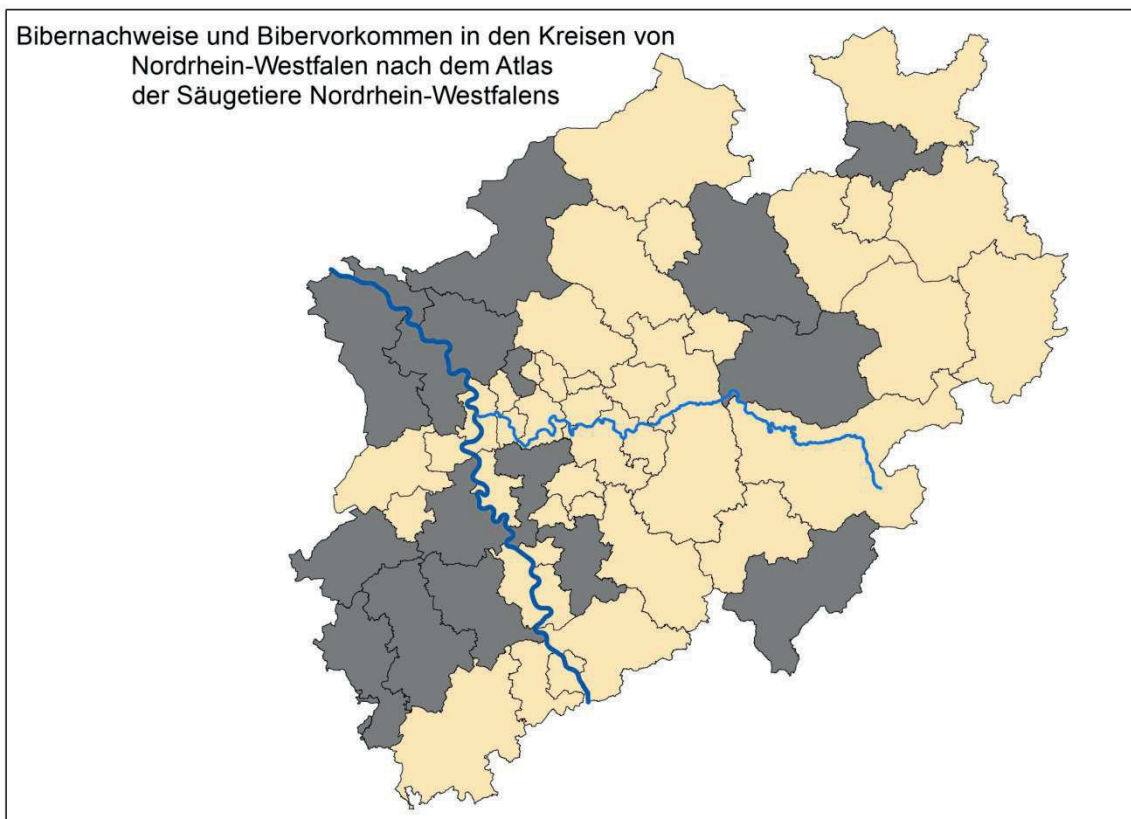 Bibernachweise und Bibervorkommen in den Kreisen von
Nordrhein-Westfalen nach dem Atlas
der Säugetiere Nordrhein-Westfalens